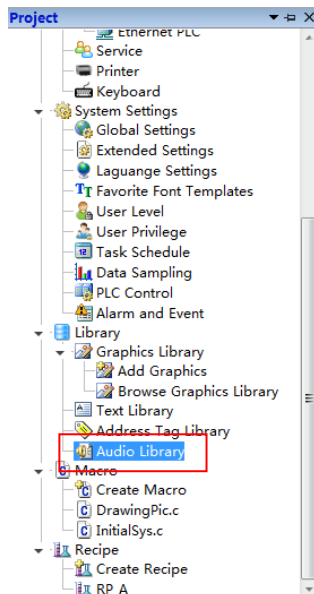 Project
Ethernet PLC
Service
Printer
Keyboard
System Settings
Global Settings
Extended Settings
Laguange Settings
Favorite Font Templates
User Level
User Privilege
Task Schedule
Data Sampling
PLC Control
Alarm and Event
Library
Graphics Library
Add Graphics
Browse Graphics Library
Text Library
Address Tag Library
Audio Library
Macro
Create Macro
DrawingPic.c
InitialSys.c
Recipe
Create Recipe
RP_A